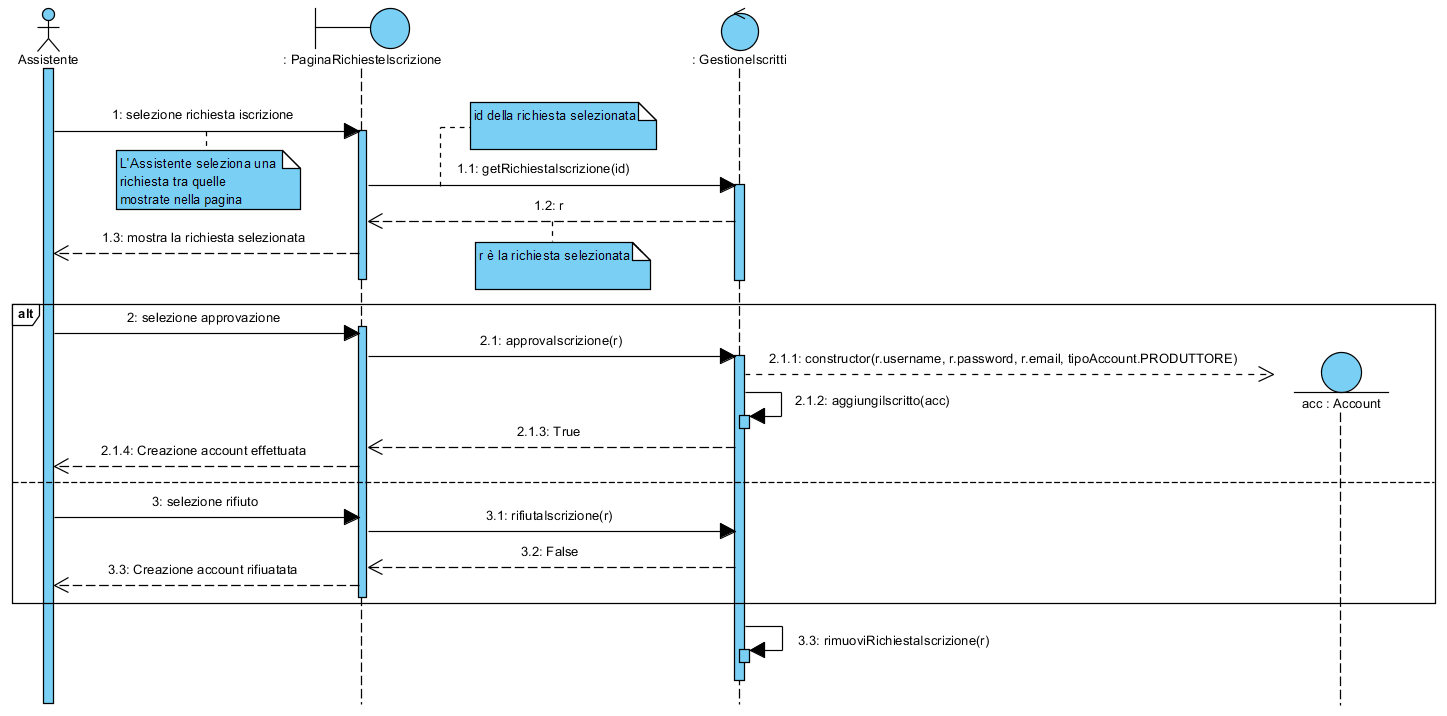 Assistente
: PaginaRichiesteIscrizione
: GestioneIscritti
1: selezione richiesta iscrizione
id della richiesta selezionata
L'Assistente seleziona una
richiesta tra quelle
mostrate nella pagina
1.1: getRichiestaIscrizione(id)
1.2: r
1.3: mostra la richiesta selezionata
r è la richiesta selezionata
alt
2: selezione approvazione
2.1: approvaIscrizione(r)
2.1.1: constructor(r.username, r.password, r.email, tipoAccount.PRODUTTORE)
acc : Account
2.1.2: aggiungiIscritto(acc)
2.1.3: True
2.1.4: Creazione account effettuata
3: selezione rifiuto
3.1: rifiutaIscrizione(r)
3.2: False
3.3: Creazione account rifiuatata
3.3: rimuoviRichiestaIscrizione(r)